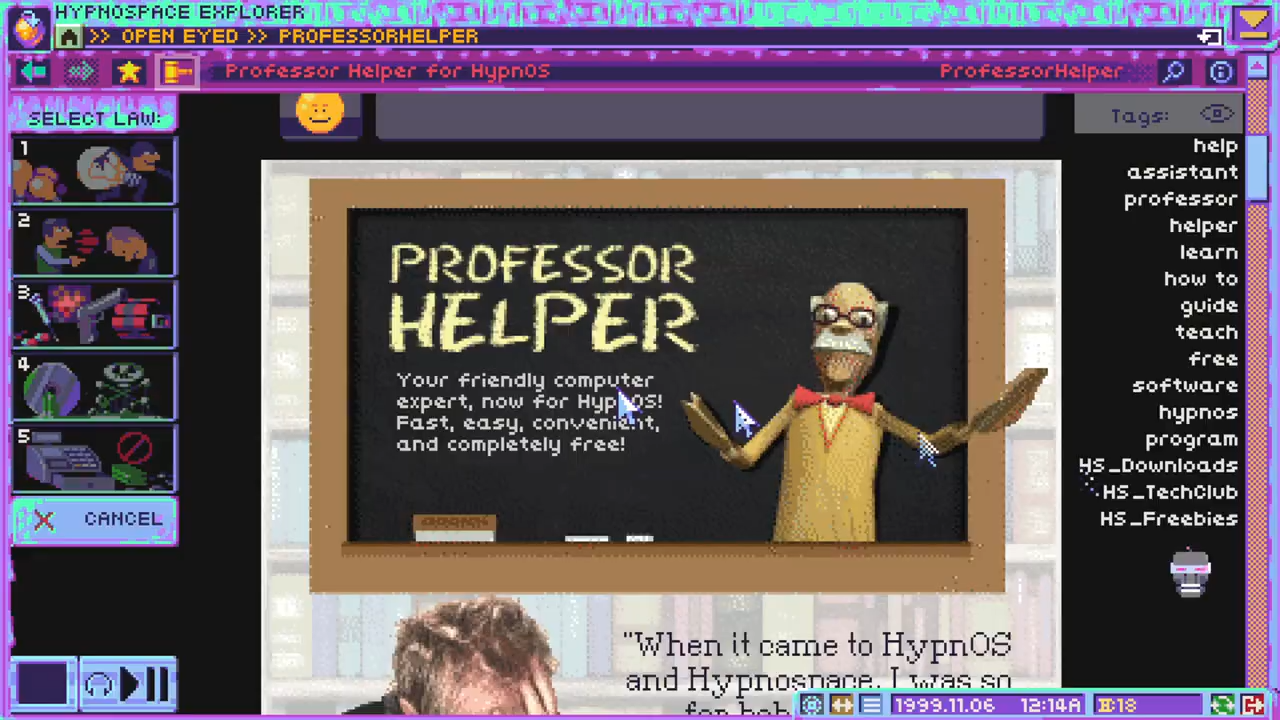 HYPNOSPACE EXPLORER
>> OPEN EYED >> PROFESSORHELPER
Professor Helper for HypnOS
ProfessorHelper
SELECT LAW:
1
2
3
4
5
CANCEL
PROFESSOR
HELPER
Your friendly computer
expert, now for HypnOS!
Fast, easy, convenient,
and completely free!
"When it came to HypnOS
and Hypnospace, I was so
Tags:
help
assistant
professor
helper
learn
how to
guide
teach
free
software
hypnos
program
HS_Downloads
HS_TechClub
HS_Freebies
1999.11.06 12:14A
18